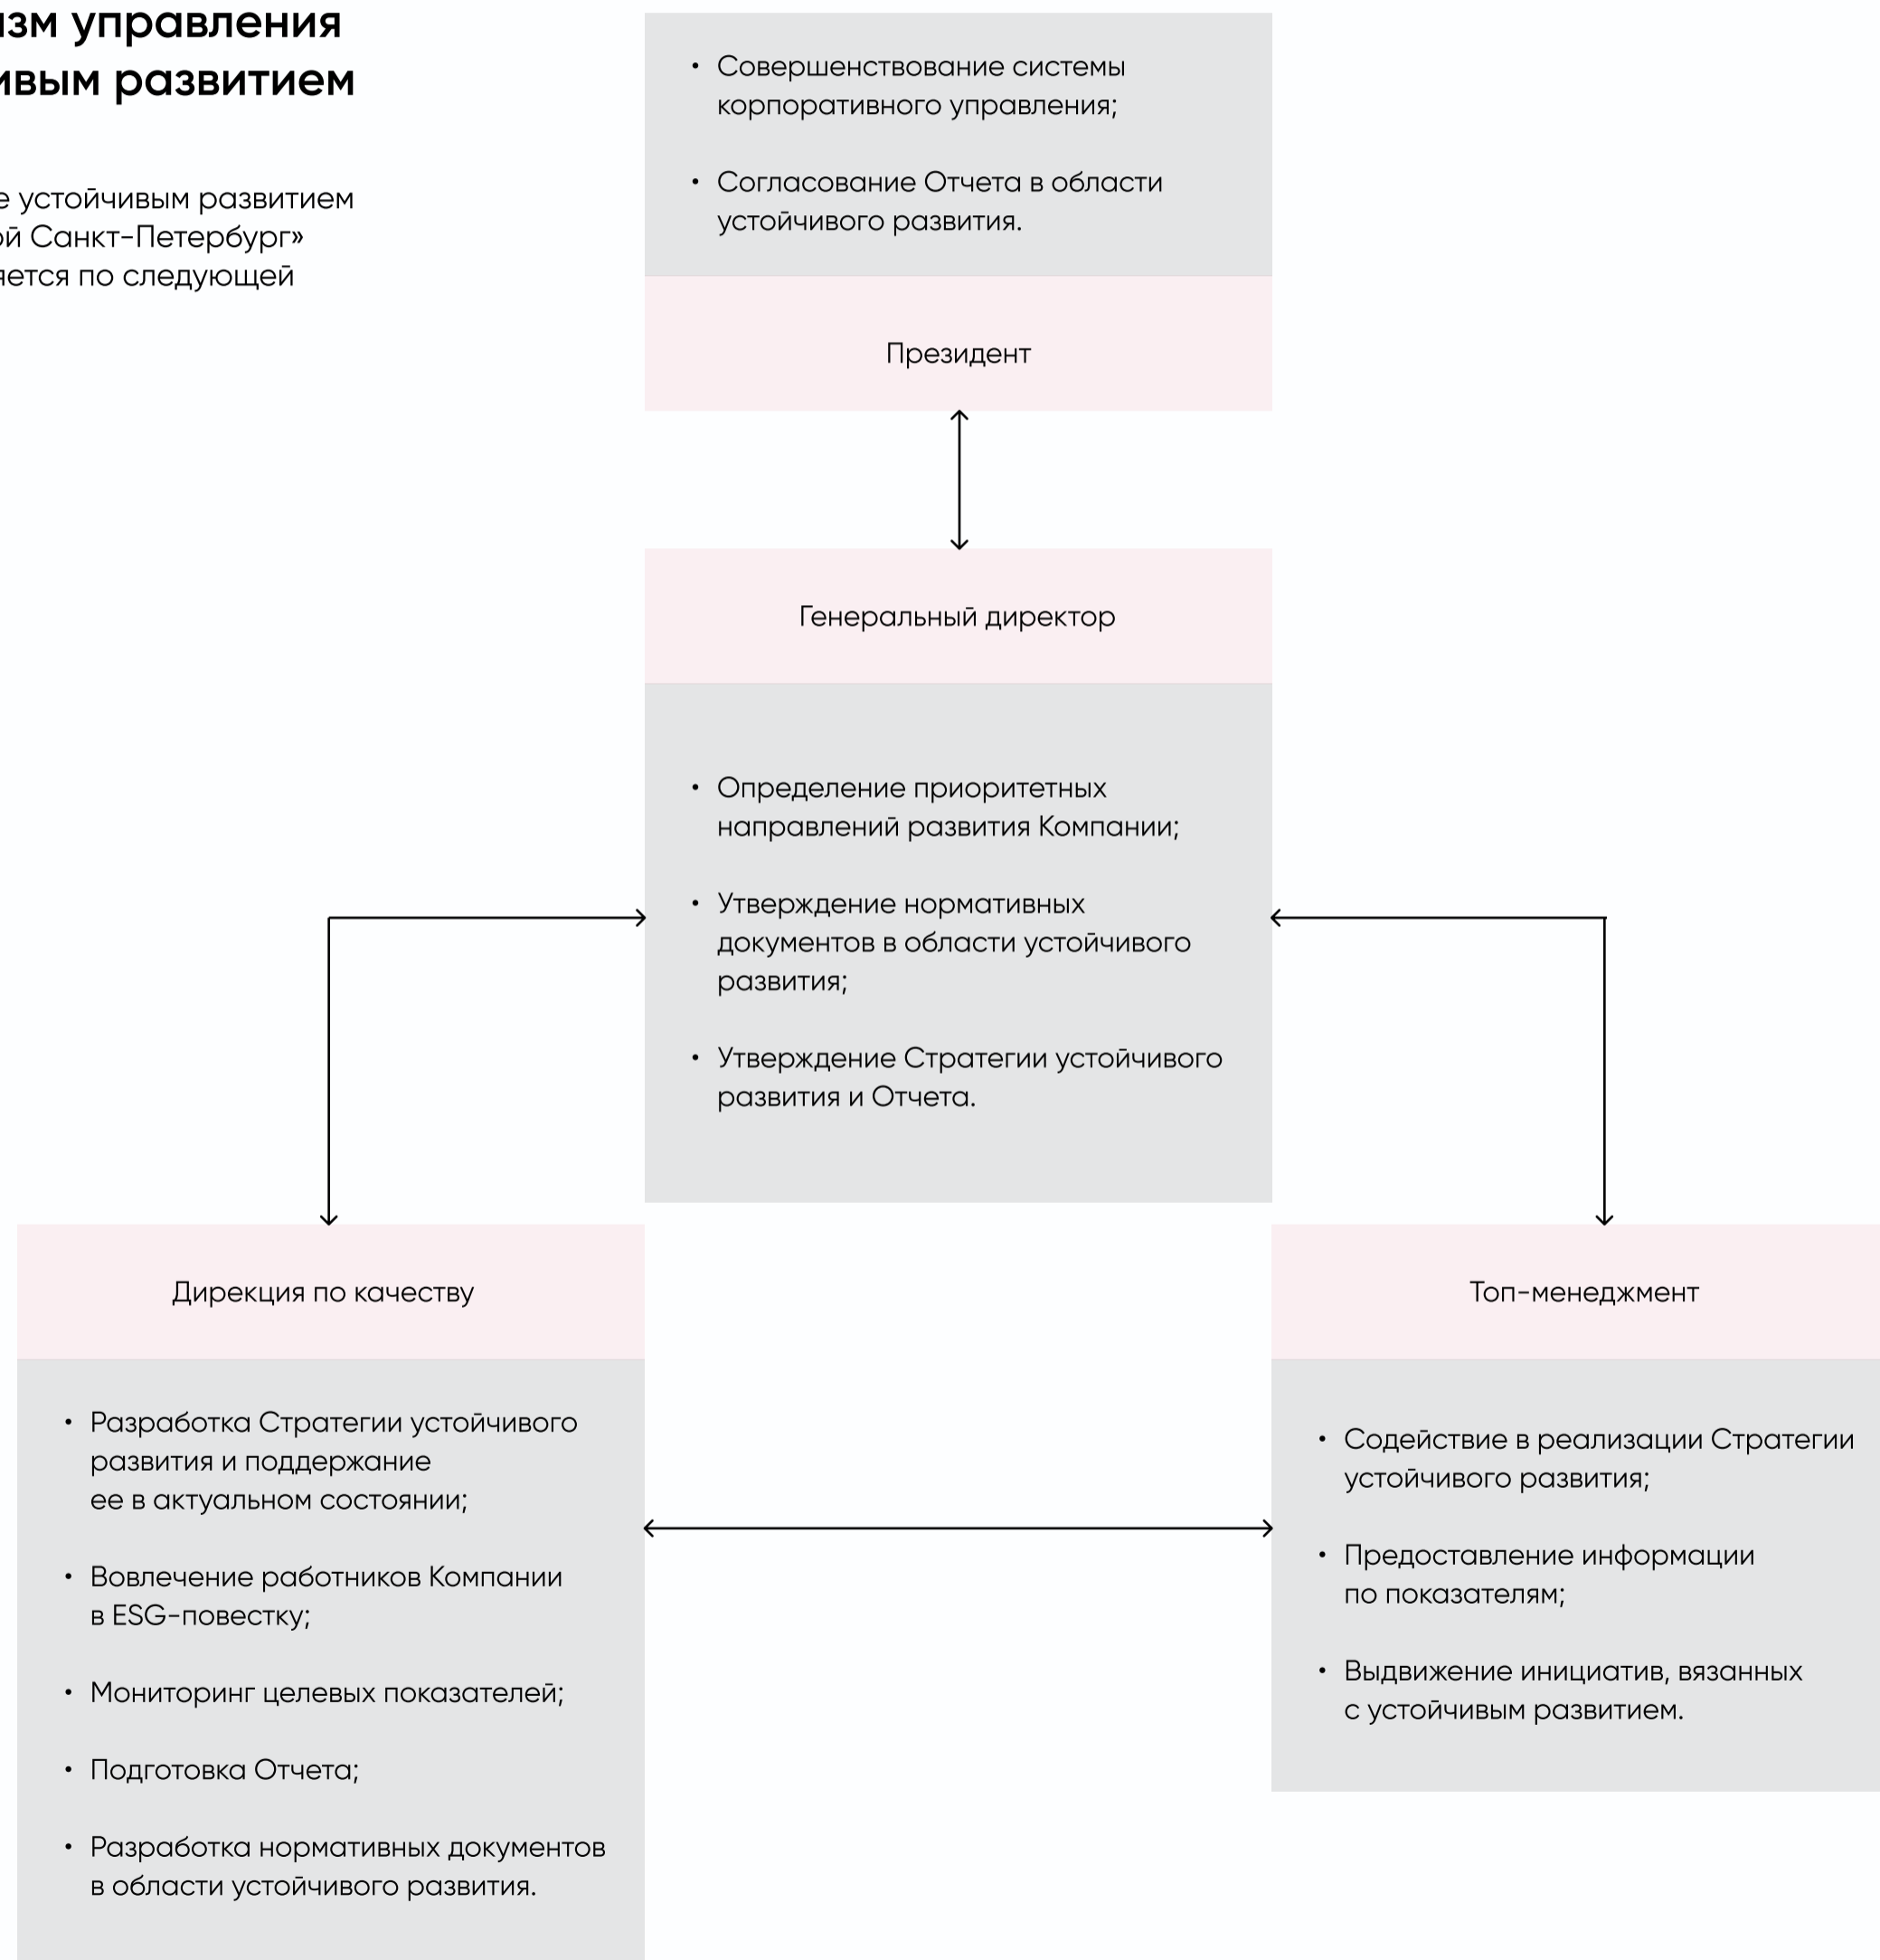 изм управления
ивым развитием
е устойчивым развитием
ой Санкт-Петербург»
яется по следующей
• Совершенствование системы
корпоративного управления;
• Согласование Отчета в области
устойчивого развития.
Президент
Генеральный директор
• Определение приоритетных
направлений развития Компании;
• Утверждение нормативных
документов в области устойчивого
развития;
• Утверждение Стратегии устойчивого
развития и Отчета.
Дирекция по качеству
• Разработка Стратегии устойчивого
развития и поддержание
ее в актуальном состоянии;
• Вовлечение работников Компании
в ESG-повестку;
• Мониторинг целевых показателей;
• Подготовка Отчета;
• Разработка нормативных документов
в области устойчивого развития.
Топ-менеджмент
• Содействие в реализации Стратегии
устойчивого развития;
• Предоставление информации
по показателям;
• Выдвижение инициатив, вязанных
с устойчивым развитием.